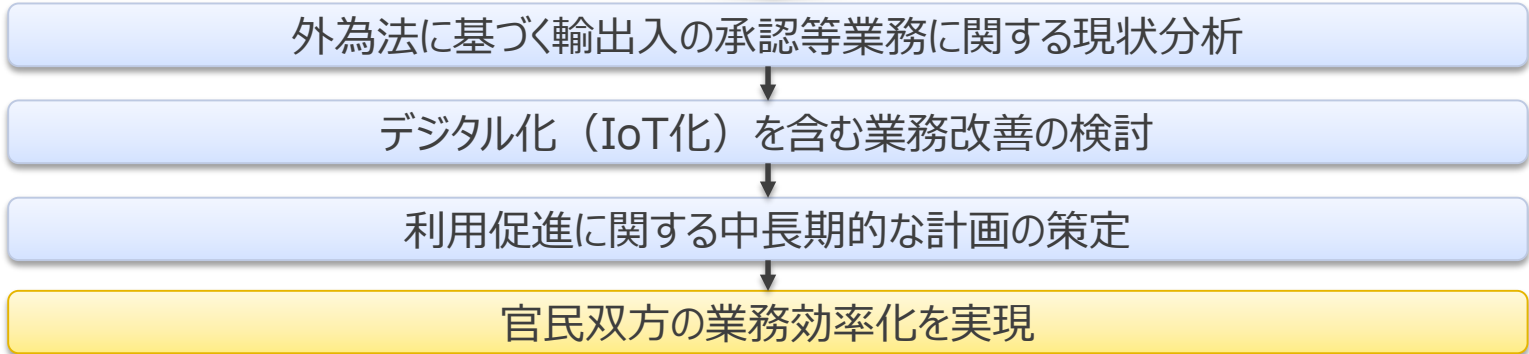 外為法に基づく輸出入の承認等業務に関する現状分析
デジタル化（IoT化）を含む業務改善の検討
利用促進に関する中長期的な計画の策定
官民双方の業務効率化を実現